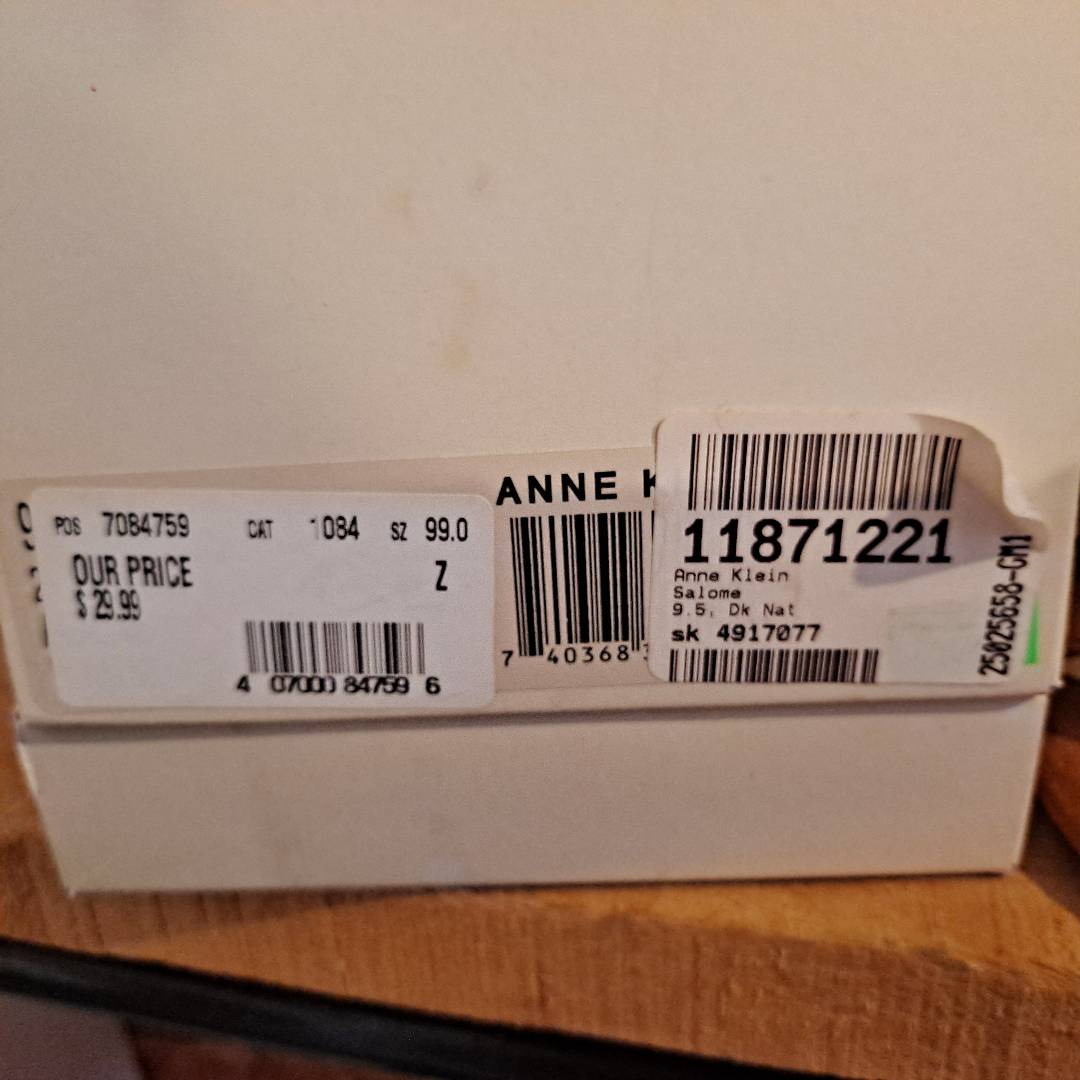 POS 7084759 CAT 1084 SZ 99.0
OUR PRICE Z
$ 29.99
4 07000 84759 6
ANNE
7 40368
11871221
Anne Klein
Salome
9.5, Dk Nat
sk 4917077
25025658-GM1